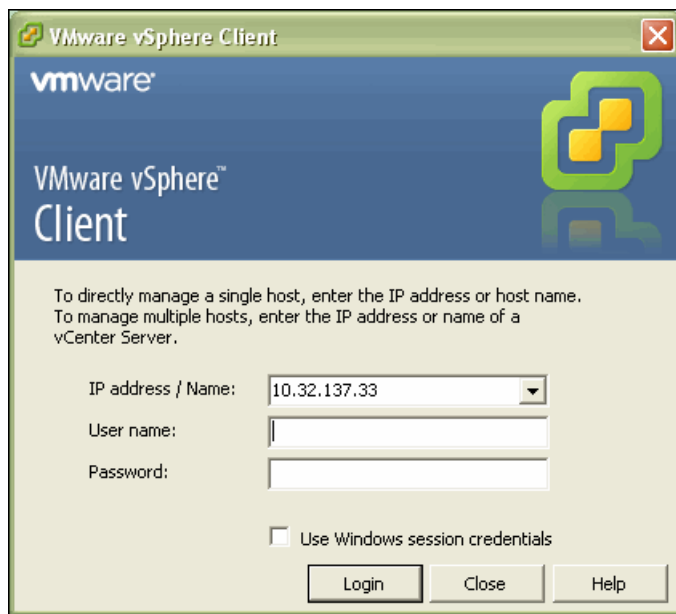 VMware vSphere Client
vmware®
VMware vSphere™
Client
To directly manage a single host, enter the IP address or host name.
To manage multiple hosts, enter the IP address or name of a
vCenter Server.
IP address / Name: 10.32.137.33
User name:
Password:
Use Windows session credentials
Login Close Help